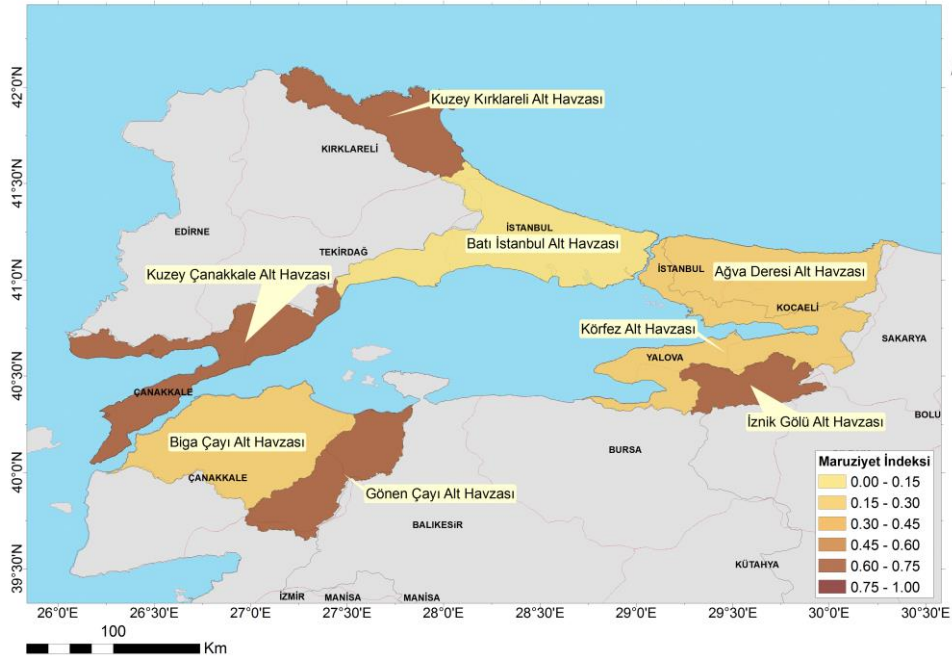 42°0'N
41°30'N
41°0'N
40°30'N
40°0'N
39°30'N
Kuzey Kırklareli Alt Havzası
KIRKLARELİ
EDİRNE
İSTANBUL
TEKİRDAĞ
Batı İstanbul Alt Havzası
Kuzey Çanakkale Alt Havzası
İSTANBUL
Ağva Deresi Alt Havzası
KOCAELİ
Körfez Alt Havzası
SAKARYA
YALOVA
ÇANAKKALE
İznik Gölü Alt Havzası
BOLU
Biga Çayı Alt Havzası
BURSA
ÇANAKKALE
Gönen Çayı Alt Havzası
BALIKESİR
KÜTAHYA
İZMİR
MANİSA
MANİSA
Maruziyet İndeksi
0.00 - 0.15
0.15 - 0.30
0.30 - 0.45
0.45 - 0.60
0.60 - 0.75
0.75 - 1.00
26°0'E 26°30'E 27°0'E 27°30'E 28°0'E 28°30'E 29°0'E 29°30'E 30°0'E 30°30'E
100
Km